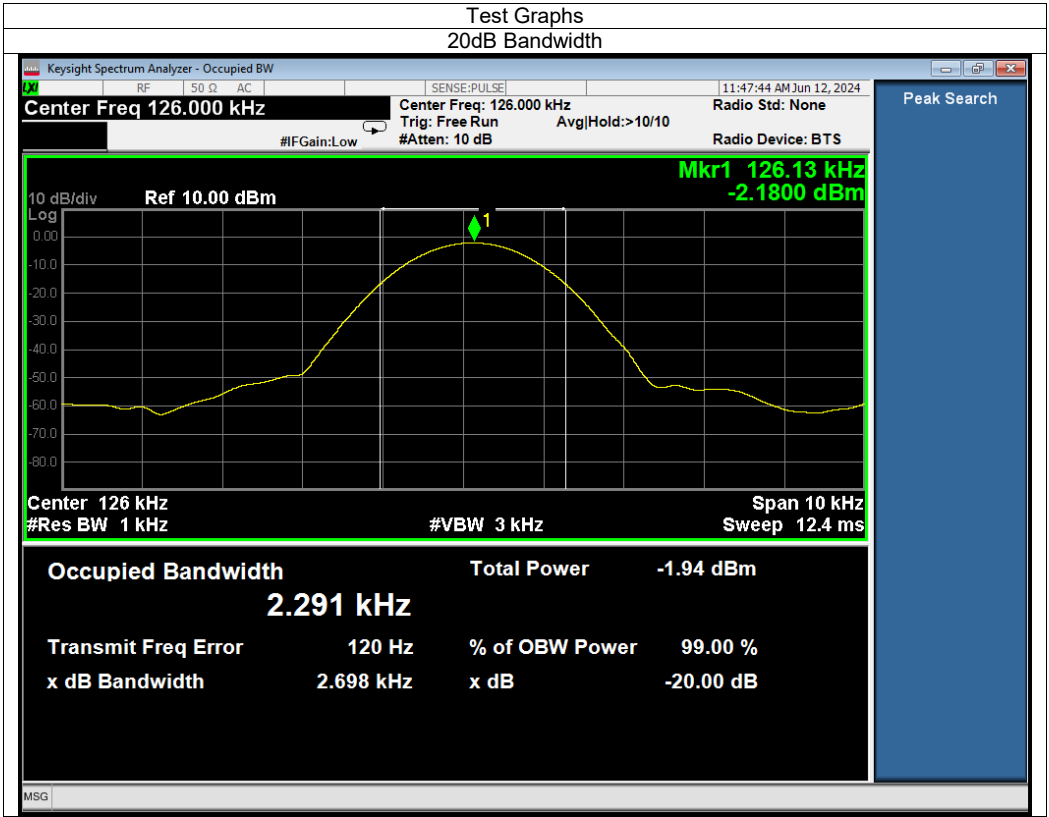 Test Graphs
20dB Bandwidth
Keysight Spectrum Analyzer - Occupied BW
LXI RF 50 Ω AC SENSE:PULSE 11:47:44 AM Jun 12, 2024
Center Freq 126.000 kHz
Center Freq: 126.000 kHz Radio Std: None
Trig: Free Run Avg|Hold:>10/10
#IFGain:Low #Atten: 10 dB Radio Device: BTS
Peak Search
Mkr1 126.13 kHz
-2.1800 dBm
10 dB/div Ref 10.00 dBm
Log
1
0.00
-10.0
-20.0
-30.0
-40.0
-50.0
-60.0
-70.0
-80.0
Center 126 kHz Span 10 kHz
#Res BW 1 kHz #VBW 3 kHz Sweep 12.4 ms
Occupied Bandwidth Total Power -1.94 dBm
2.291 kHz
Transmit Freq Error 120 Hz % of OBW Power 99.00 %
x dB Bandwidth 2.698 kHz x dB -20.00 dB
MSG